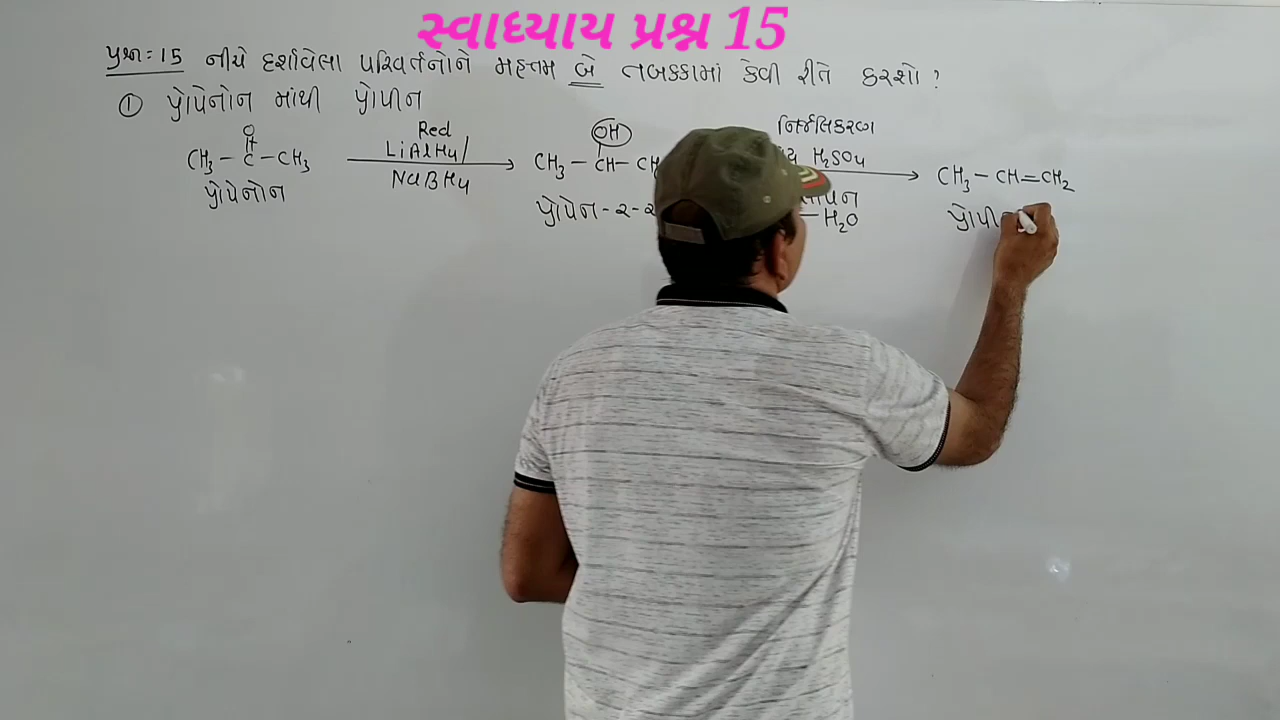 સ્વાધ્યાય પ્રશ્ન 15
પ્રશ્ન:15 નીચે દર્શાવેલા પરિવર્તનોને મહત્તમ બે તબક્કામાં કેવી રીતે કરશો ?
① પ્રોપેનોન માંથી પ્રોપીન
O
||
CH₃ – C – CH₃
પ્રોપેનોન
Red
LiAlH₄/
NaBH₄
OH
CH₃ – CH – CH
પ્રોપેન-૨-
નિર્જલિકરણ
H₂SO₄
– H₂O
CH₃ – CH = CH₂